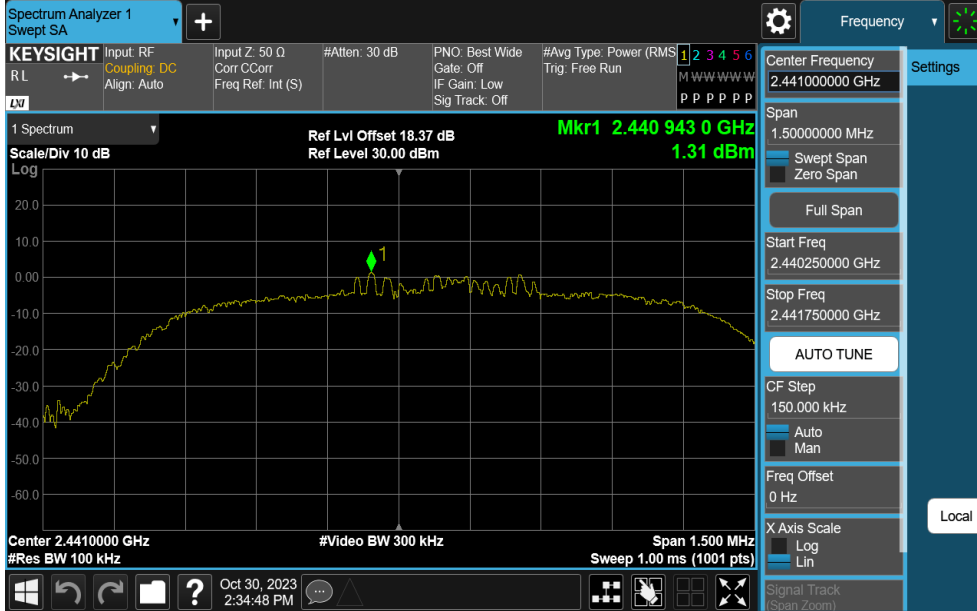 Spectrum Analyzer 1
Swept SA
+
Frequency
KEYSIGHT
R L
LXI
Input: RF
Coupling: DC
Align: Auto
Input Z: 50 Ω
Corr CCorr
Freq Ref: Int (S)
#Atten: 30 dB
PNO: Best Wide
Gate: Off
IF Gain: Low
Sig Track: Off
#Avg Type: Power (RMS
Trig: Free Run
1 2 3 4 5 6
M W W W W W
P P P P P P
1 Spectrum
Scale/Div 10 dB
Log
Ref Lvl Offset 18.37 dB
Ref Level 30.00 dBm
Mkr1 2.440 943 0 GHz
1.31 dBm
20.0
10.0
0.00
-10.0
-20.0
-30.0
-40.0
-50.0
-60.0
1
Center 2.4410000 GHz
#Res BW 100 kHz
#Video BW 300 kHz
Span 1.500 MHz
Sweep 1.00 ms (1001 pts)
?
Oct 30, 2023
2:34:48 PM
Center Frequency
2.441000000 GHz
Span
1.50000000 MHz
Swept Span
Zero Span
Full Span
Start Freq
2.440250000 GHz
Stop Freq
2.441750000 GHz
AUTO TUNE
CF Step
150.000 kHz
Auto
Man
Freq Offset
0 Hz
X Axis Scale
Log
Lin
Signal Track
(Span Zoom)
Settings
Local